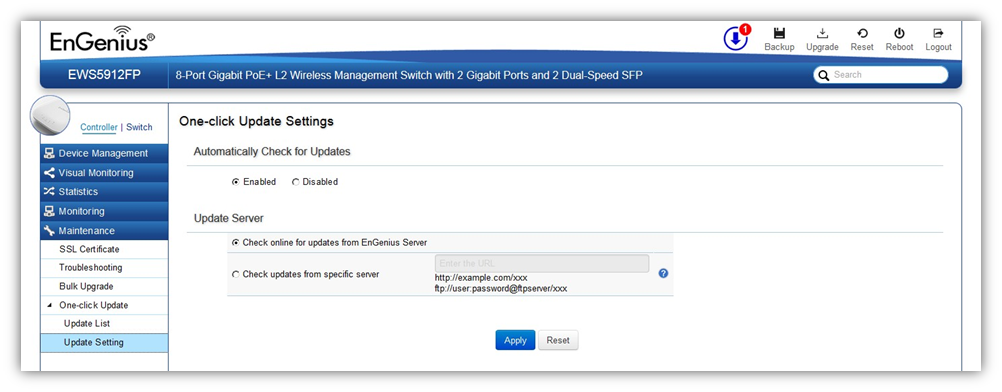 EnGenius®
1
Backup
Upgrade
Reset
Reboot
Logout
EWS5912FP
8-Port Gigabit PoE+ L2 Wireless Management Switch with 2 Gigabit Ports and 2 Dual-Speed SFP
Search
Controller | Switch
Device Management
Visual Monitoring
Statistics
Monitoring
Maintenance
SSL Certificate
Troubleshooting
Bulk Upgrade
One-click Update
Update List
Update Setting
One-click Update Settings
Automatically Check for Updates
Enabled
Disabled
Update Server
Check online for updates from EnGenius Server
Check updates from specific server
Enter the URL
http://example.com/xxx
ftp://user:password@ftpserver/xxx
?
Apply
Reset